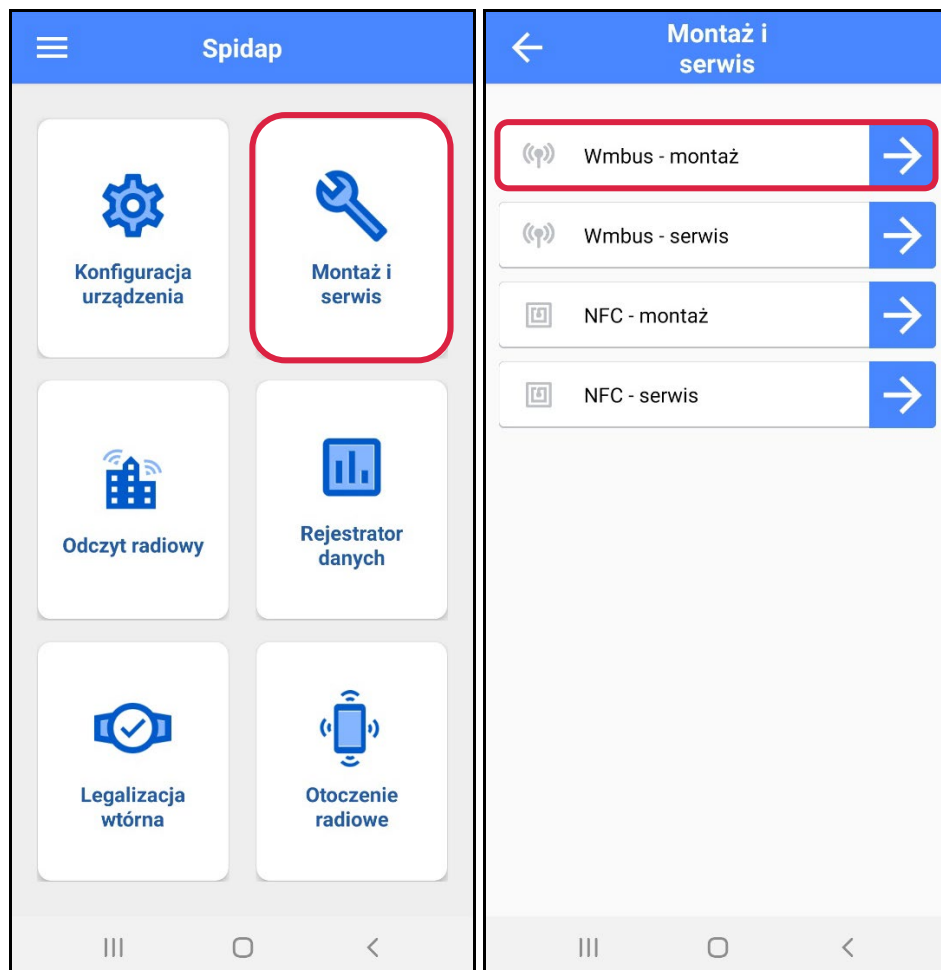 Spidap
Konfiguracja
urządzenia
Montaż i
serwis
Odczyt radiowy
Rejestrator
danych
Legalizacja
wtórna
Otoczenie
radiowe
Montaż i
serwis
Wmbus - montaż
Wmbus - serwis
NFC - montaż
NFC - serwis